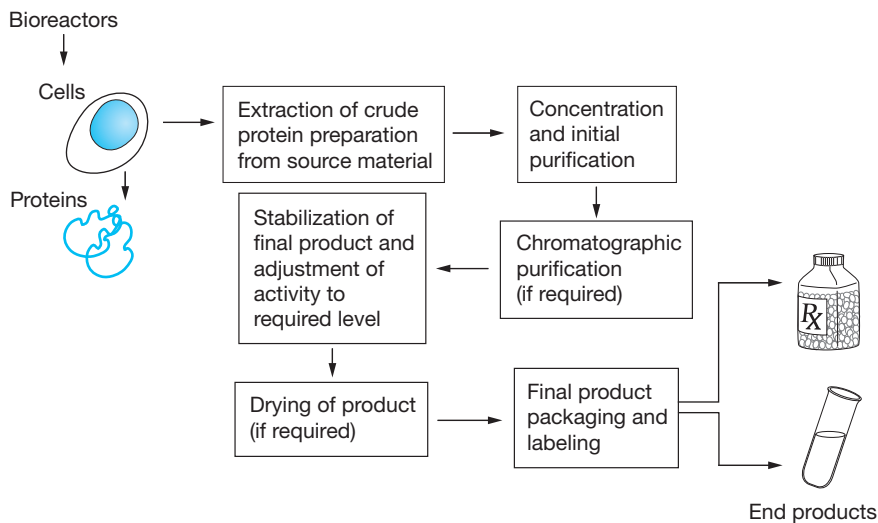 Bioreactors
Cells
Proteins
Extraction of crude
protein preparation
from source material
Concentration
and initial
purification
Chromatographic
purification
(if required)
Stabilization of
final product and
adjustment of
activity to
required level
Drying of product
(if required)
Final product
packaging and
labeling
Rx
End products